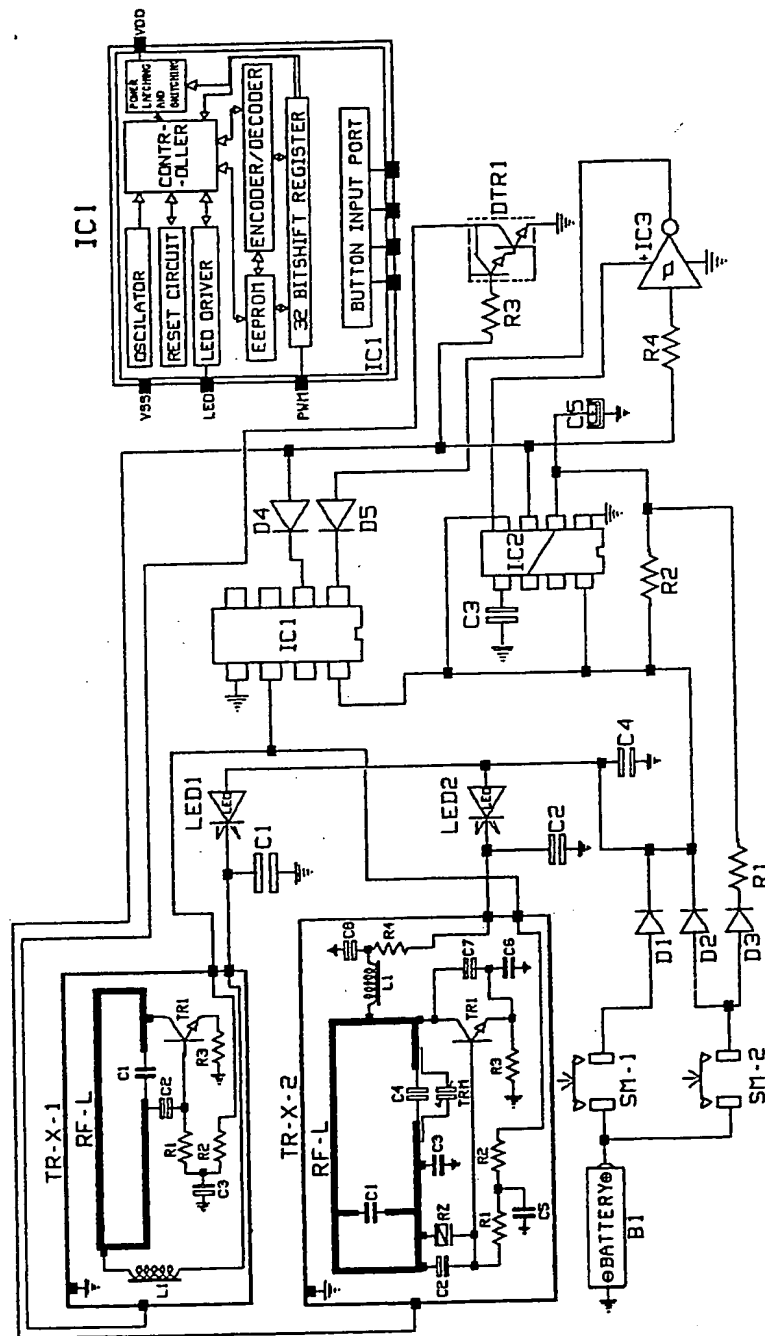 IC1
VDD
POWER
LATCHING
AND
SWITCHING
CONTR-
-OLLER
OSCILATOR
RESET CIRCUIT
LED DRIVER
EEPROM
ENCODER/DECODER
32 BITSHIFT REGISTER
BUTTON INPUT PORT
IC1
VSS
LED
PWM
DTR1
R3
+IC3
R4
C5
D4
D5
IC1
IC2
C3
R2
LED1
LED
C1
LED2
LED
C2
C4
TR-X-1
RF-L
C1
C2
TR1
R1
R2
R3
C3
L1
TR-X-2
RF-L
C8
R4
L1
C7
C6
TR1
C4
TRM
R3
C1
C3
R2
RZ
R1
C2
C5
D1
D2
D3
R1
SM-1
SM-2
⊖BATTERY⊕
B1